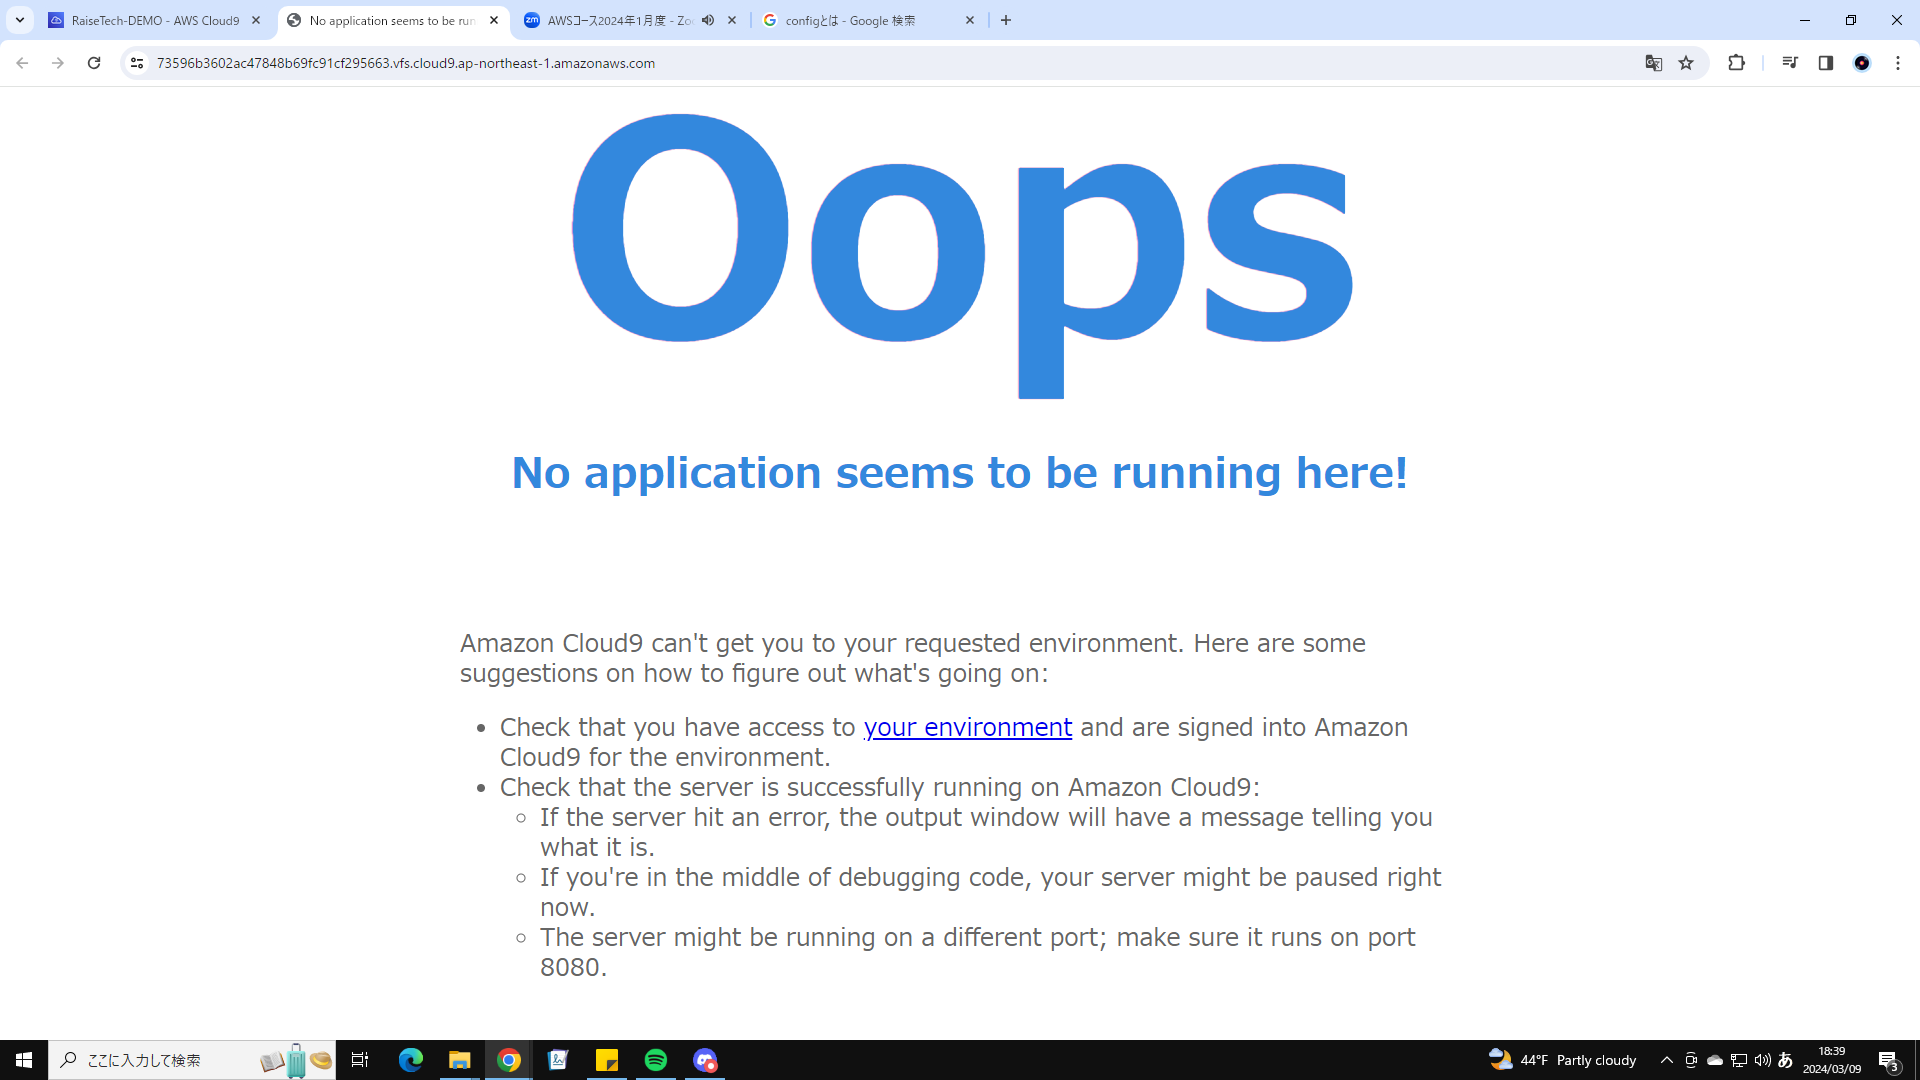 RaiseTech-DEMO - AWS Cloud9
No application seems to be run
zm
AWSコース2024年1月度 - Zo
configとは - Google 検索
73596b3602ac47848b69fc91cf295663.vfs.cloud9.ap-northeast-1.amazonaws.com
Oops
No application seems to be running here!
Amazon Cloud9 can't get you to your requested environment. Here are some
suggestions on how to figure out what's going on:
Check that you have access to your environment and are signed into Amazon
Cloud9 for the environment.
Check that the server is successfully running on Amazon Cloud9:
If the server hit an error, the output window will have a message telling you
what it is.
If you're in the middle of debugging code, your server might be paused right
now.
The server might be running on a different port; make sure it runs on port
8080.
ここに入力して検索
44°F Partly cloudy
あ
18:39
2024/03/09
3